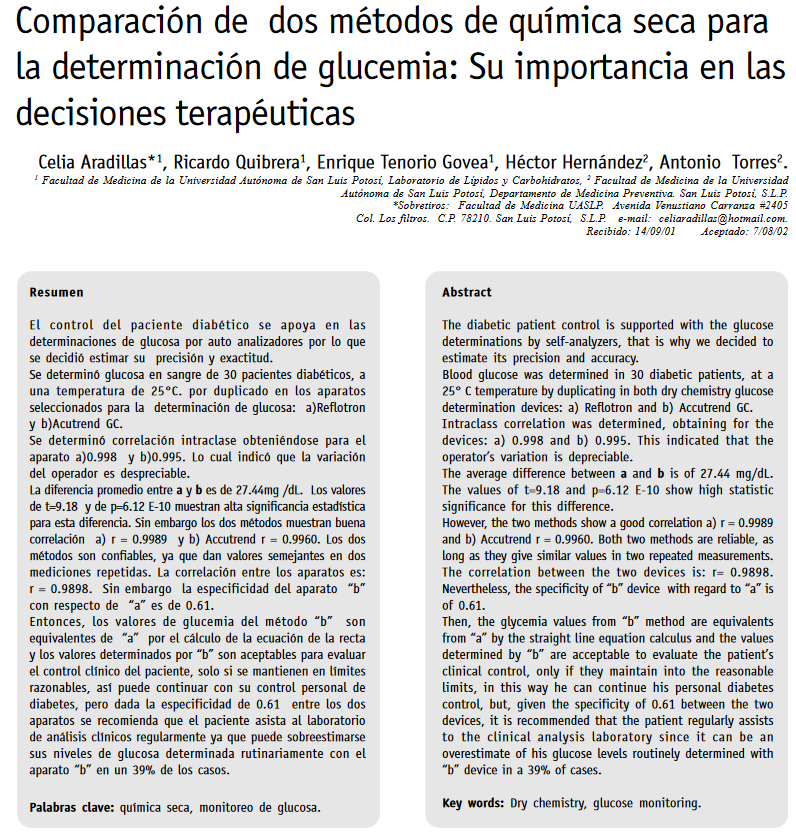 Comparación de dos métodos de química seca para
la determinación de glucemia: Su importancia en las
decisiones terapéuticas
Celia Aradillas*¹, Ricardo Quibrera¹, Enrique Tenorio Govea¹, Héctor Hernández², Antonio Torres².
¹ Facultad de Medicina de la Universidad Autónoma de San Luis Potosí, Laboratorio de Lípidos y Carbohidratos, ² Facultad de Medicina de la Universidad
Autónoma de San Luis Potosí, Departamento de Medicina Preventiva. San Luis Potosí, S.L.P.
*Sobretiros: Facultad de Medicina UASLP. Avenida Venustiano Carranza #2405
Col. Los filtros. C.P. 78210. San Luis Potosí, S.L.P. e-mail: celiaradillas@hotmail.com.
Recibido: 14/09/01 Aceptado: 7/08/02
Resumen
El control del paciente diabético se apoya en las
determinaciones de glucosa por auto analizadores por lo que
se decidió estimar su precisión y exactitud.
Se determinó glucosa en sangre de 30 pacientes diabéticos, a
una temperatura de 25°C. por duplicado en los aparatos
seleccionados para la determinación de glucosa: a)Reflotron
y b)Acutrend GC.
Se determinó correlación intraclase obteniéndose para el
aparato a)0.998 y b)0.995. Lo cual indicó que la variación
del operador es despreciable.
La diferencia promedio entre a y b es de 27.44mg /dL. Los valores
de t=9.18 y de p=6.12 E-10 muestran alta significancia estadística
para esta diferencia. Sin embargo los dos métodos muestran buena
correlación a) r = 0.9989 y b) Accutrend r = 0.9960. Los dos
métodos son confiables, ya que dan valores semejantes en dos
mediciones repetidas. La correlación entre los aparatos es:
r = 0.9898. Sin embargo la especificidad del aparato "b"
con respecto de "a" es de 0.61.
Entonces, los valores de glucemia del método "b" son
equivalentes de "a" por el cálculo de la ecuación de la recta
y los valores determinados por "b" son aceptables para evaluar
el control clínico del paciente, solo si se mantienen en límites
razonables, así puede continuar con su control personal de
diabetes, pero dada la especificidad de 0.61 entre los dos
aparatos se recomienda que el paciente asista al laboratorio
de análisis clínicos regularmente ya que puede sobreestimarse
sus niveles de glucosa determinada rutinariamente con el
aparato "b" en un 39% de los casos.
Palabras clave: química seca, monitoreo de glucosa.
Abstract
The diabetic patient control is supported with the glucose
determinations by self-analyzers, that is why we decided to
estimate its precision and accuracy.
Blood glucose was determined in 30 diabetic patients, at a
25° C temperature by duplicating in both dry chemistry glucose
determination devices: a) Reflotron and b) Accutrend GC.
Intraclass correlation was determined, obtaining for the
devices: a) 0.998 and b) 0.995. This indicated that the
operator's variation is depreciable.
The average difference between a and b is of 27.44 mg/dL.
The values of t=9.18 and p=6.12 E-10 show high statistic
significance for this difference.
However, the two methods show a good correlation a) r = 0.9989
and b) Accutrend r = 0.9960. Both two methods are reliable, as
long as they give similar values in two repeated measurements.
The correlation between the two devices is: r= 0.9898.
Nevertheless, the specificity of "b" device with regard to "a" is
of 0.61.
Then, the glycemia values from "b" method are equivalents
from "a" by the straight line equation calculus and the values
determined by "b" are acceptable to evaluate the patient's
clinical control, only if they maintain into the reasonable
limits, in this way he can continue his personal diabetes
control, but, given the specificity of 0.61 between the two
devices, it is recommended that the patient regularly assists
to the clinical analysis laboratory since it can be an
overestimate of his glucose levels routinely determined with
"b" device in a 39% of cases.
Key words: Dry chemistry, glucose monitoring.